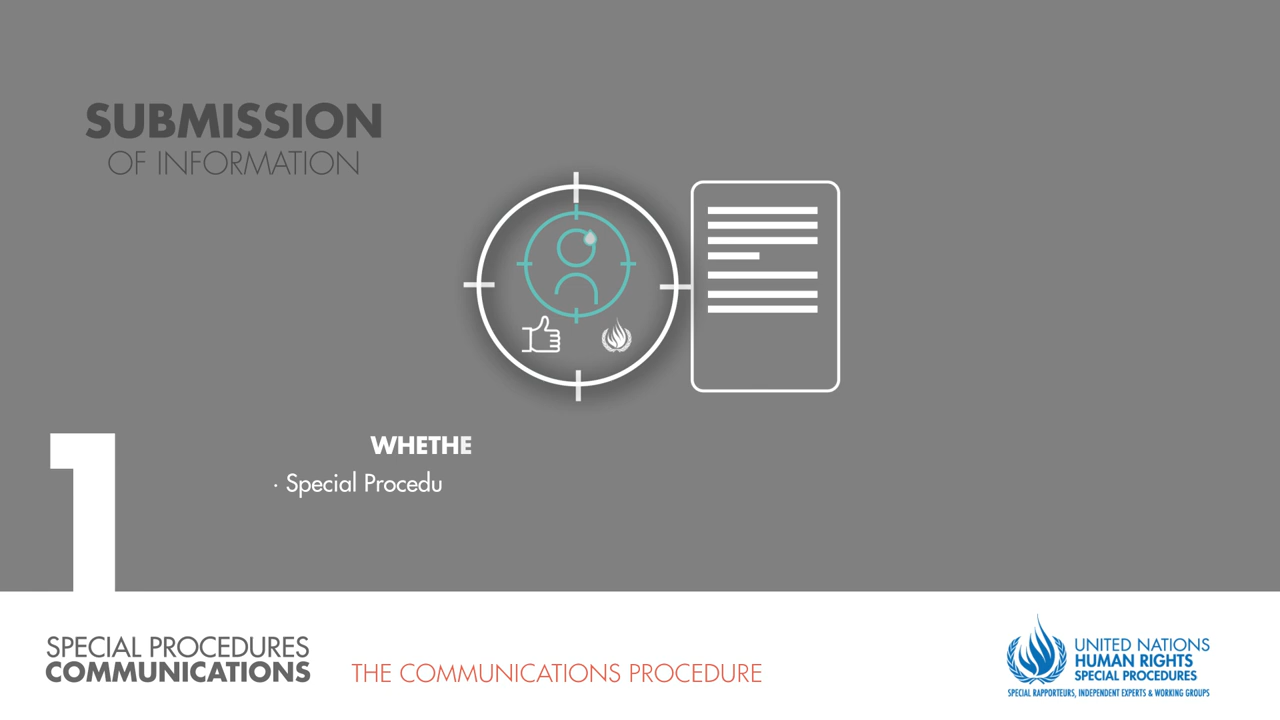 SUBMISSION
OF INFORMATION
WHETHE
· Special Procedu
1
SPECIAL PROCEDURES
COMMUNICATIONS
THE COMMUNICATIONS PROCEDURE
UNITED NATIONS
HUMAN RIGHTS
SPECIAL PROCEDURES
SPECIAL RAPPORTEURS, INDEPENDENT EXPERTS & WORKING GROUPS